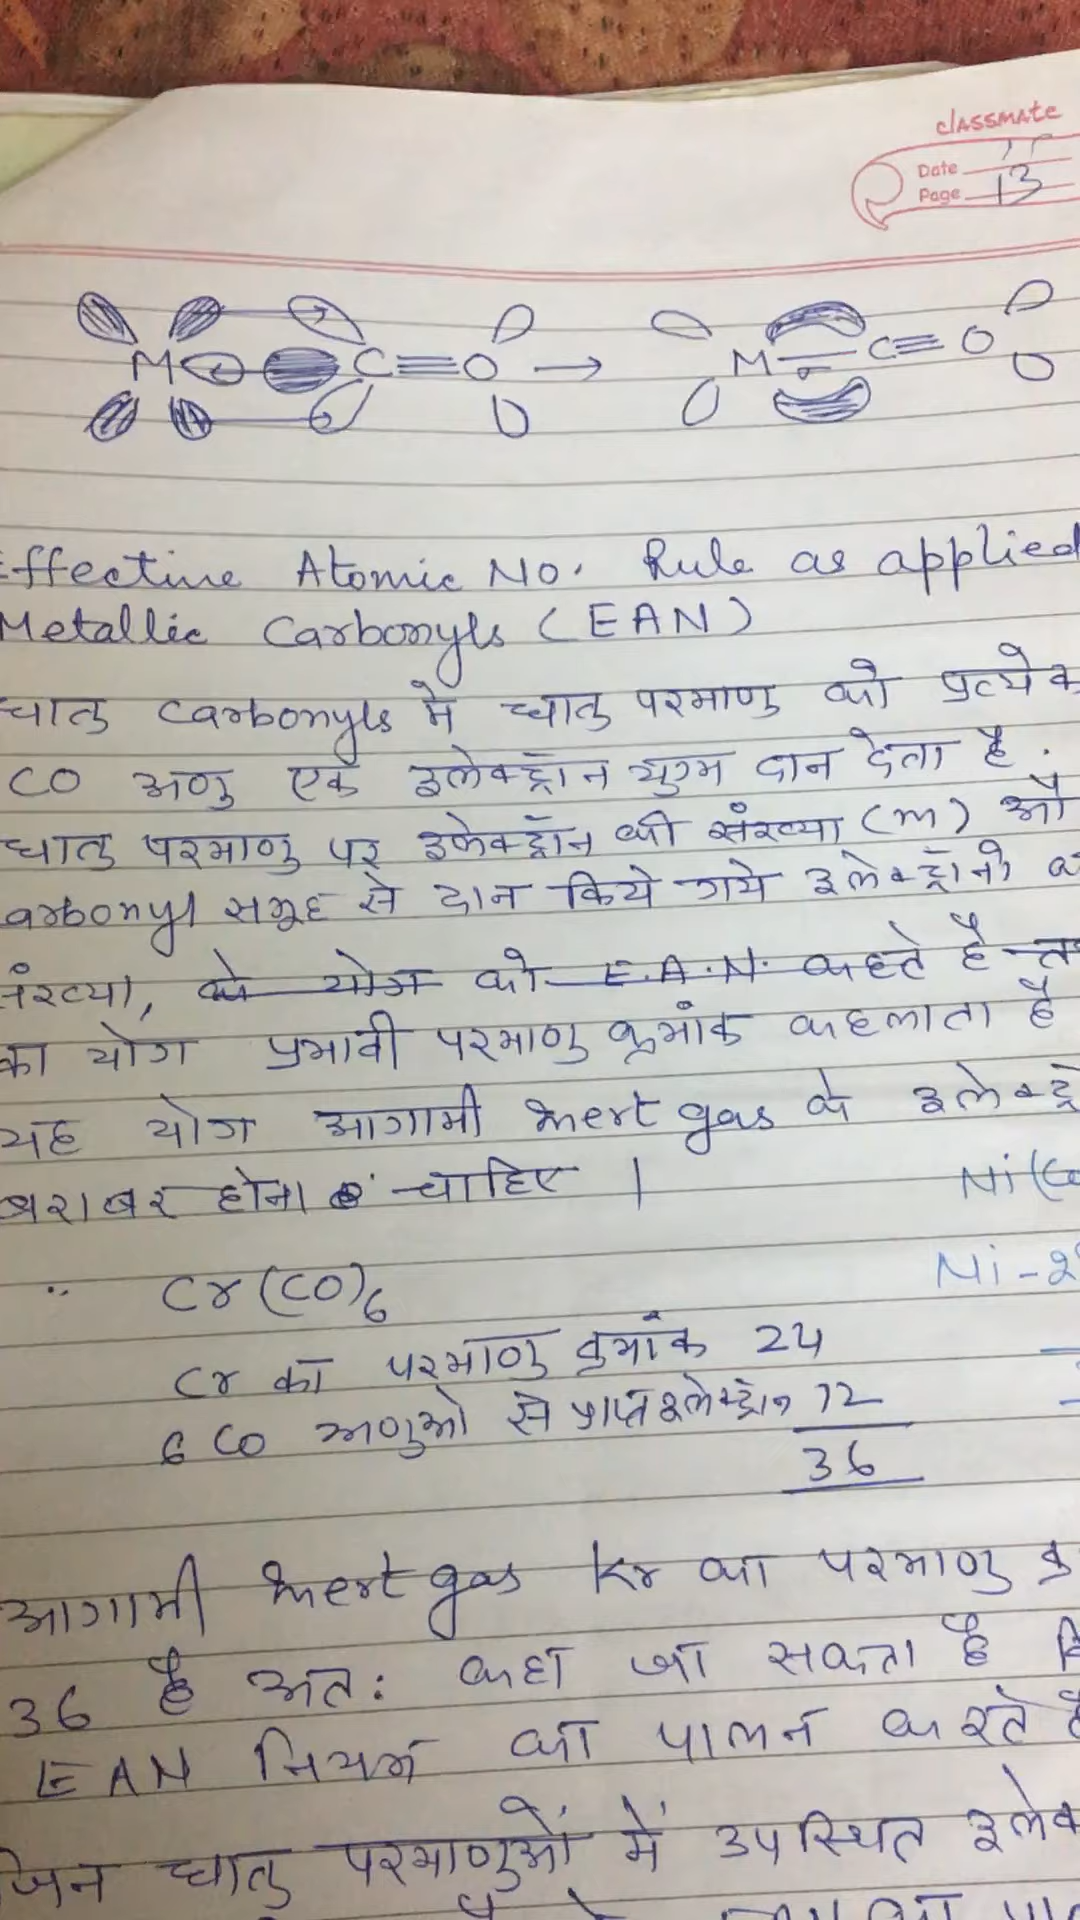 classmate
Date
Page 13
M C≡O → M σ C≡O
Effective Atomic No. Rule as applied
Metallic Carbonyls (EAN)
धातु Carbonyls में धातु परमाणु को प्रत्येक
CO अणु एक इलेक्ट्रॉन युग्म दान देता है .
धातु परमाणु पर इलेक्ट्रॉन की संख्या (m) औ
arbonyl समूह से दान किये गये इलेक्ट्रॉनो
संख्या, के योग को E.A.N. कहते है
का योग प्रभावी परमाणु क्रमांक कहलाता है
यह योग आगामी Inert gas के इलेक्ट्रॉ
बराबर होना चाहिए |
Ni(Co
∵ Cr(CO)6
Ni-2
Cr का परमाणु क्रमांक 24
6 CO अणुओ से प्राप्त इलेक्ट्रॉन 12
36
आगामी Inert gas Kr का परमाणु क्र
36 है अत: कहा जा सकता है
EAN नियम का पालन करते है
जिन धातु परमाणुओं में उपस्थित इलेक